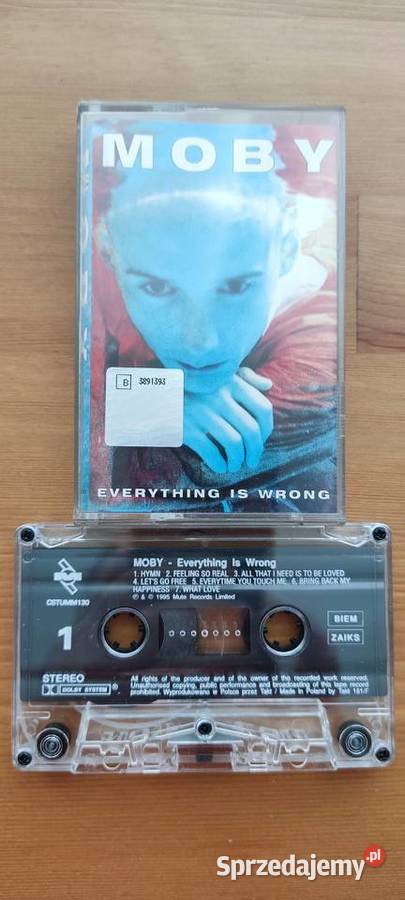 MOBY
B 3891393
EVERYTHING IS WRONG
MOBY - Everything Is Wrong
1. HYMN 2. FEELING SO REAL 3. ALL THAT I NEED IS TO BE LOVED
4. LET'S GO FREE 5. EVERYTIME YOU TOUCH ME 6. BRING BACK MY
HAPPINESS 7. WHAT LOVE
℗ & © 1995 Mute Records Limited
CSTUMM130
1
BIEM
ZAIKS
STEREO
DOLBY SYSTEM ®
All rights of the producer and of the owner of the recorded work reserved.
Unauthorised copying, public performance and broadcasting of this tape record
prohibited. Wyprodukowano w Polsce przez Takt / Made in Poland by Takt 181/F
Sprzedajemy.pl